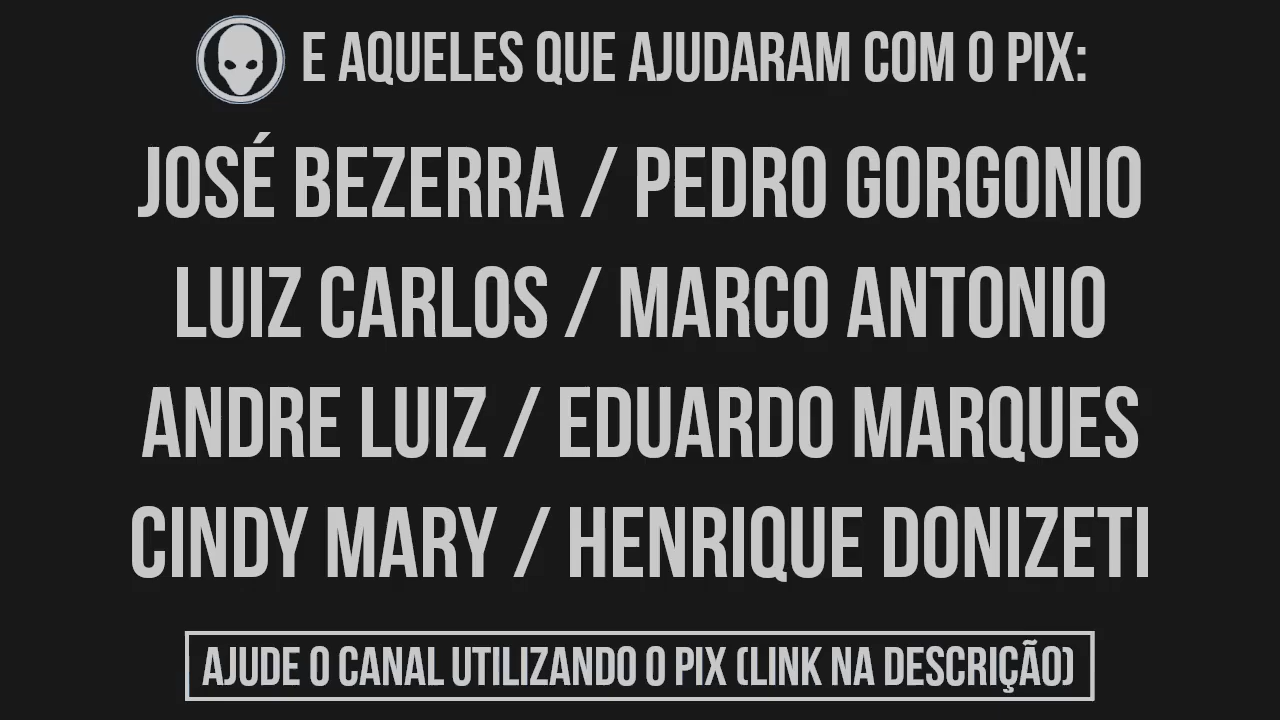 E AQUELES QUE AJUDARAM COM O PIX:
JOSÉ BEZERRA / PEDRO GORGONIO
LUIZ CARLOS / MARCO ANTONIO
ANDRE LUIZ / EDUARDO MARQUES
CINDY MARY / HENRIQUE DONIZETI
AJUDE O CANAL UTILIZANDO O PIX (LINK NA DESCRIÇÃO)